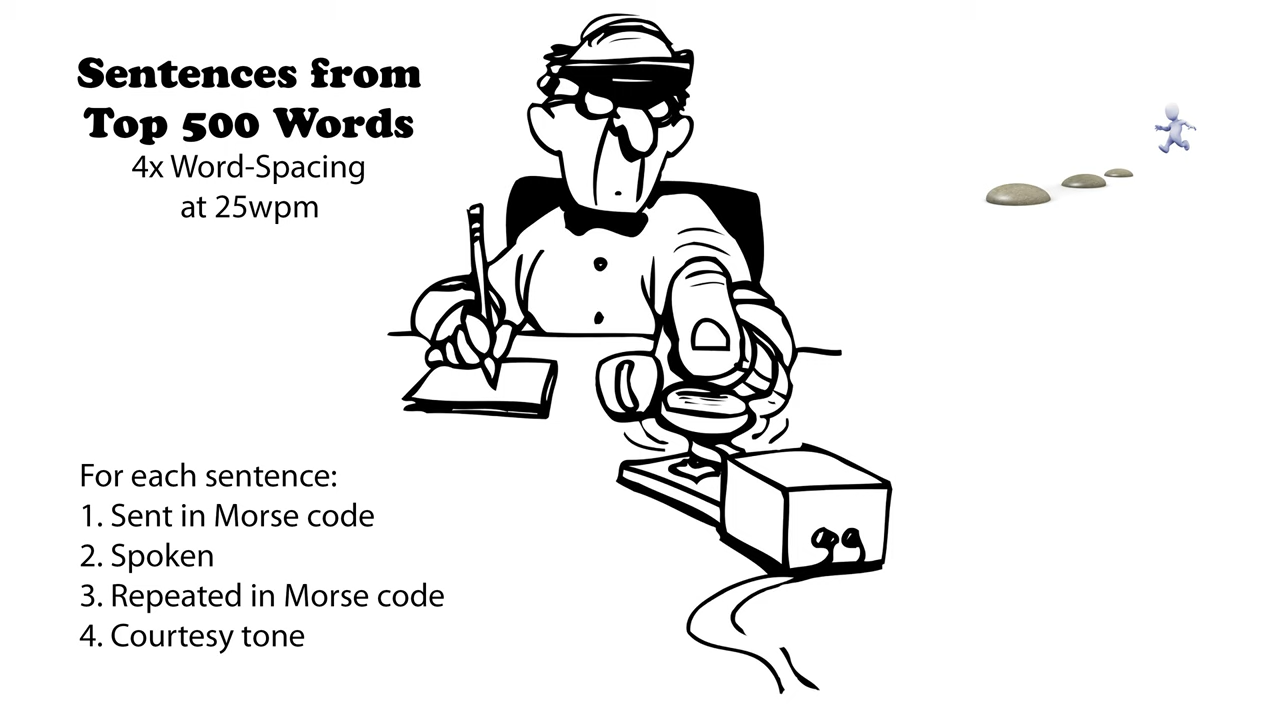 Sentences from
Top 500 Words
4x Word-Spacing
at 25wpm
For each sentence:
1. Sent in Morse code
2. Spoken
3. Repeated in Morse code
4. Courtesy tone